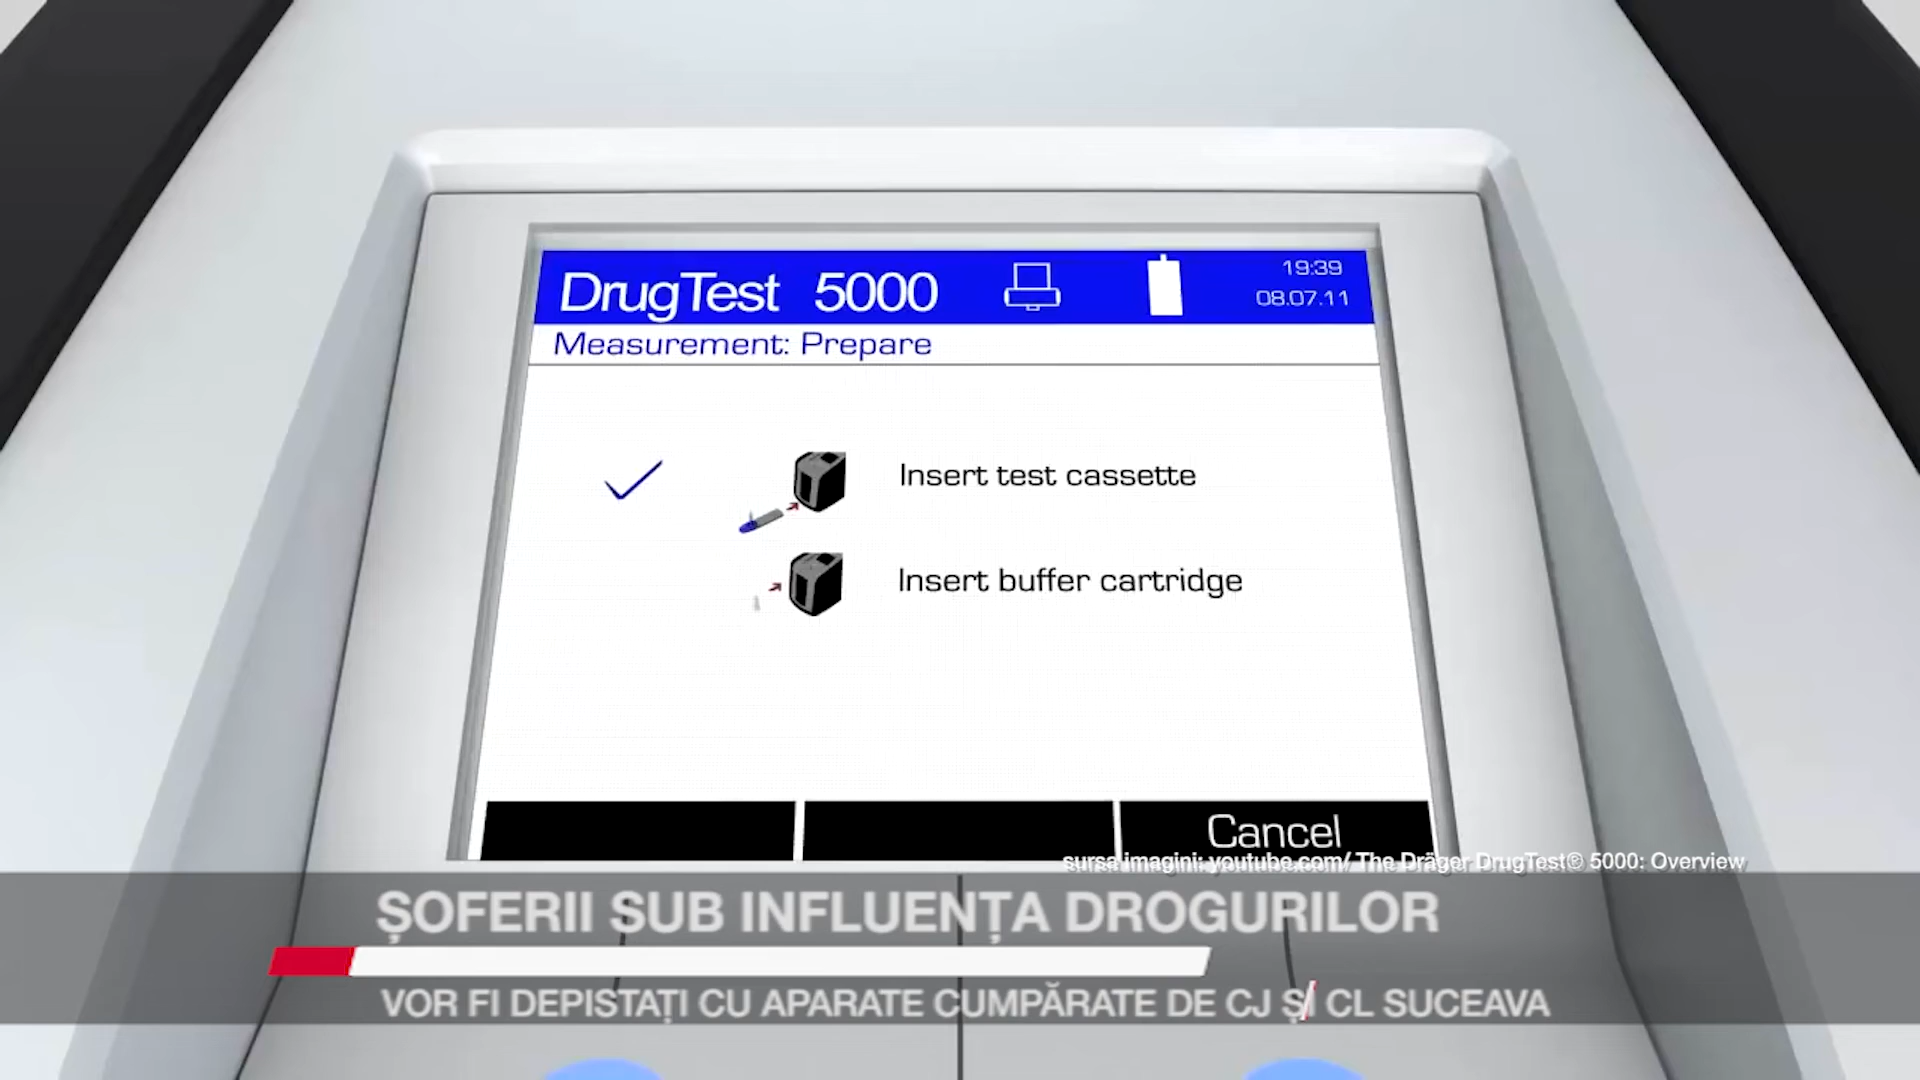 DrugTest 5000
19:39
08.07.11
Measurement: Prepare
Insert test cassette
Insert buffer cartridge
Cancel
sursa imagini: youtube.com/ The Dräger DrugTest® 5000: Overview
ȘOFERII SUB INFLUENȚA DROGURILOR
VOR FI DEPISTAȚI CU APARATE CUMPĂRATE DE CJ ȘI CL SUCEAVA